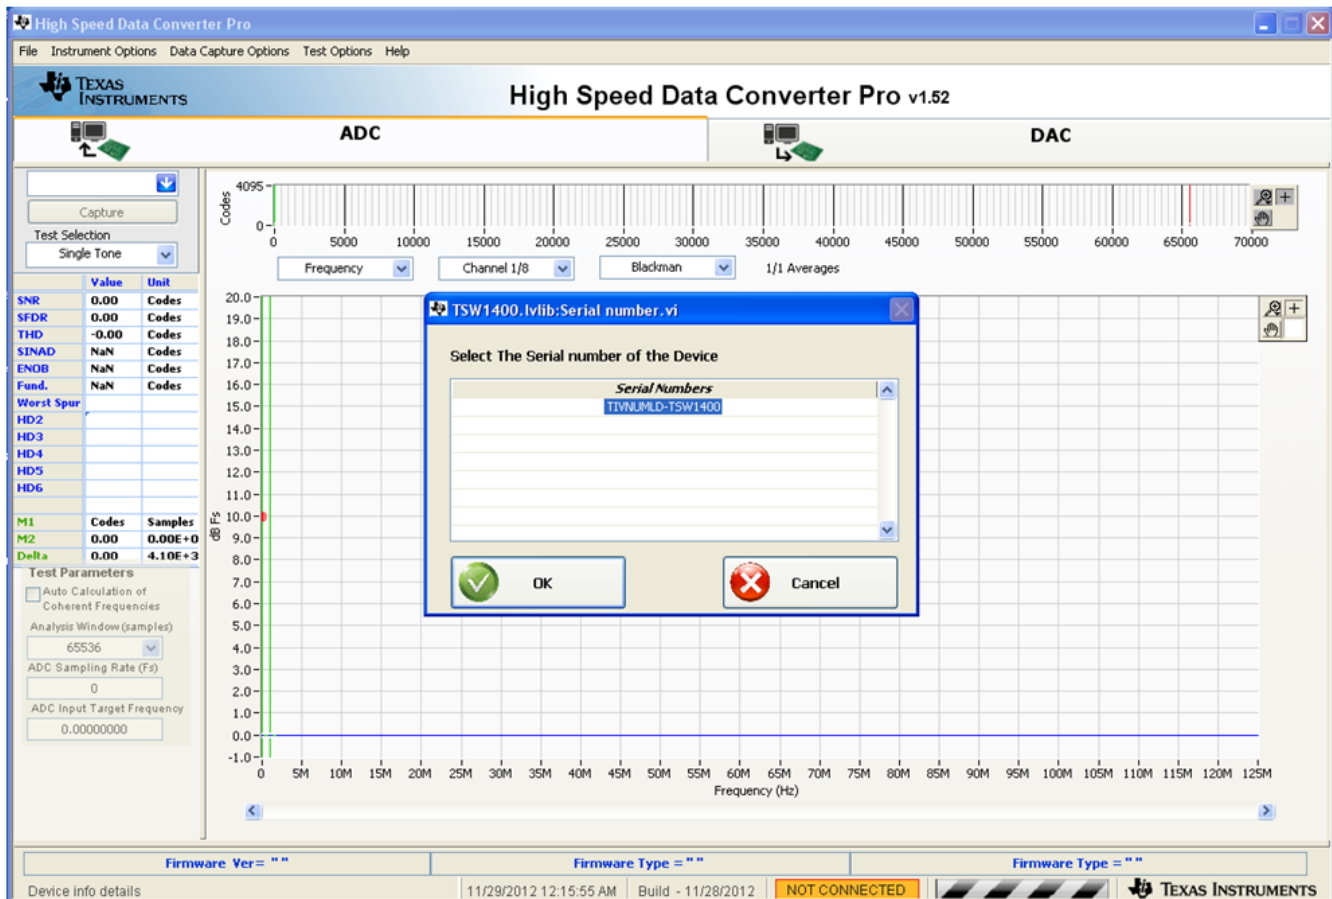 High Speed Data Converter Pro
File Instrument Options Data Capture Options Test Options Help
TEXAS
INSTRUMENTS
High Speed Data Converter Pro v1.52
ADC
DAC
Capture
Test Selection
Single Tone
Value Unit
SNR 0.00 Codes
SFDR 0.00 Codes
THD -0.00 Codes
SINAD NaN Codes
ENOB NaN Codes
Fund. NaN Codes
Worst Spur
HD2
HD3
HD4
HD5
HD6
M1 Codes Samples
M2 0.00 0.00E+0
Delta 0.00 4.10E+3
Test Parameters
Auto Calculation of
Coherent Frequencies
Analysis Window (samples)
65536
ADC Sampling Rate (Fs)
0
ADC Input Target Frequency
0.00000000
Codes
4095
0
0 5000 10000 15000 20000 25000 30000 35000 40000 45000 50000 55000 60000 65000 70000
Frequency Channel 1/8 Blackman 1/1 Averages
dB Fs
20.0
19.0
18.0
17.0
16.0
15.0
14.0
13.0
12.0
11.0
10.0
9.0
8.0
7.0
6.0
5.0
4.0
3.0
2.0
1.0
0.0
-1.0
0 5M 10M 15M 20M 25M 30M 35M 40M 45M 50M 55M 60M 65M 70M 75M 80M 85M 90M 95M 100M 105M 110M 115M 120M 125M
Frequency (Hz)
TSW1400.lvlib:Serial number.vi
Select The Serial number of the Device
Serial Numbers
TIVNUMLD-TSW1400
OK
Cancel
Firmware Ver= " " Firmware Type = " " Firmware Type = " "
Device info details 11/29/2012 12:15:55 AM Build - 11/28/2012 NOT CONNECTED TEXAS INSTRUMENTS